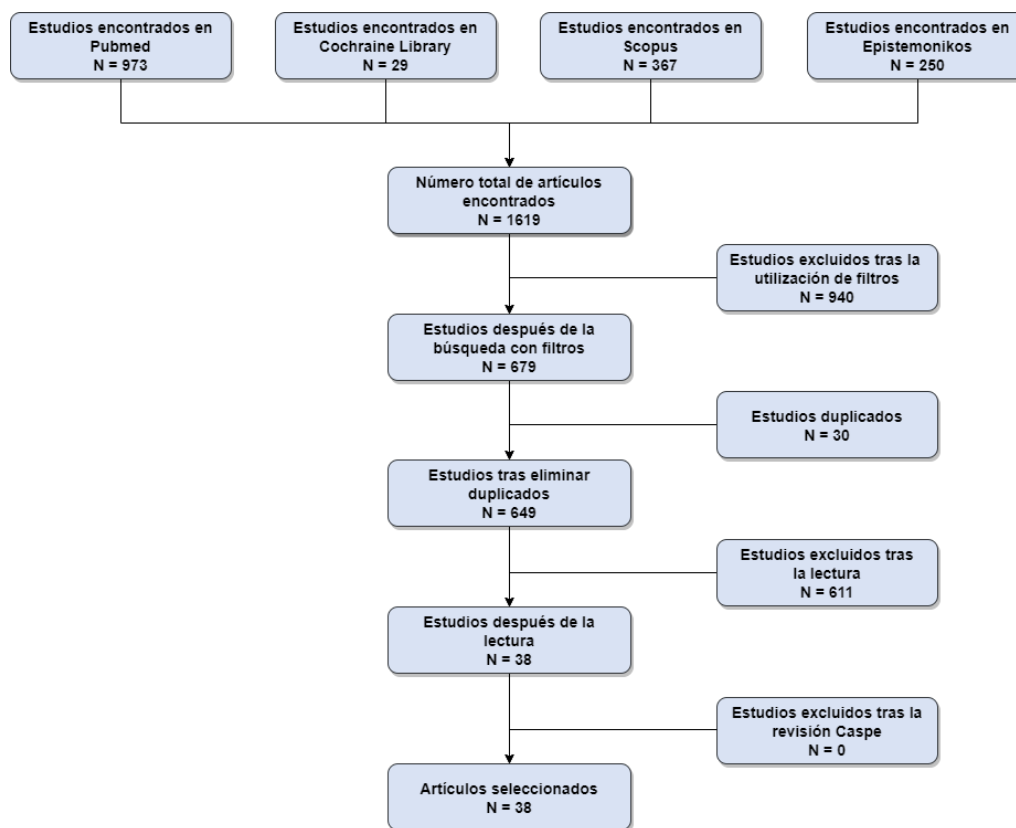 Estudios encontrados en
Pubmed
N = 973
Estudios encontrados en
Cochraine Library
N = 29
Estudios encontrados en
Scopus
N = 367
Estudios encontrados en
Epistemonikos
N = 250
Número total de artículos
encontrados
N = 1619
Estudios excluidos tras la
utilización de filtros
N = 940
Estudios después de la
búsqueda con filtros
N = 679
Estudios duplicados
N = 30
Estudios tras eliminar
duplicados
N = 649
Estudios excluidos tras
la lectura
N = 611
Estudios después de la
lectura
N = 38
Estudios excluidos tras la
revisión Caspe
N = 0
Artículos seleccionados
N = 38